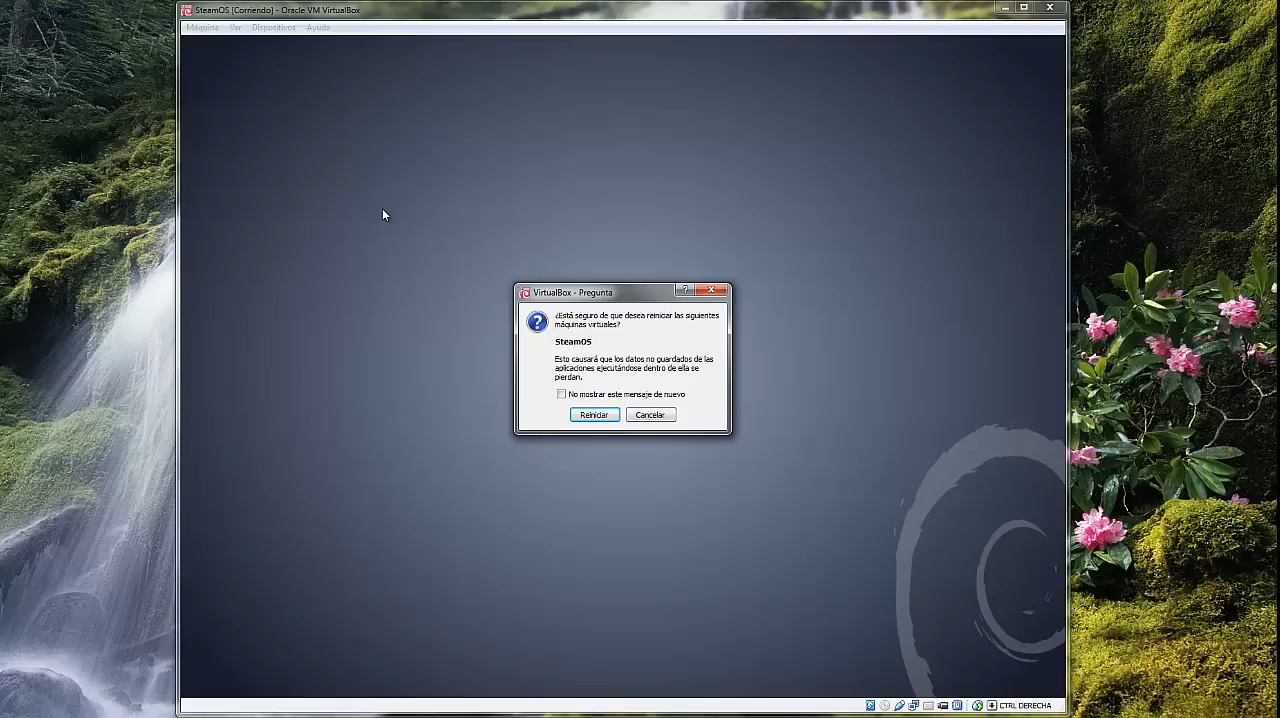 SteamOS [Corriendo] - Oracle VM VirtualBox
Máquina Ver Dispositivos Ayuda
VirtualBox - Pregunta
¿Está seguro de que desea reiniciar las siguientes
máquinas virtuales?
SteamOS
Esto causará que los datos no guardados de las
aplicaciones ejecutándose dentro de ella se
pierdan.
No mostrar este mensaje de nuevo
Reiniciar Cancelar
CTRL DERECHA